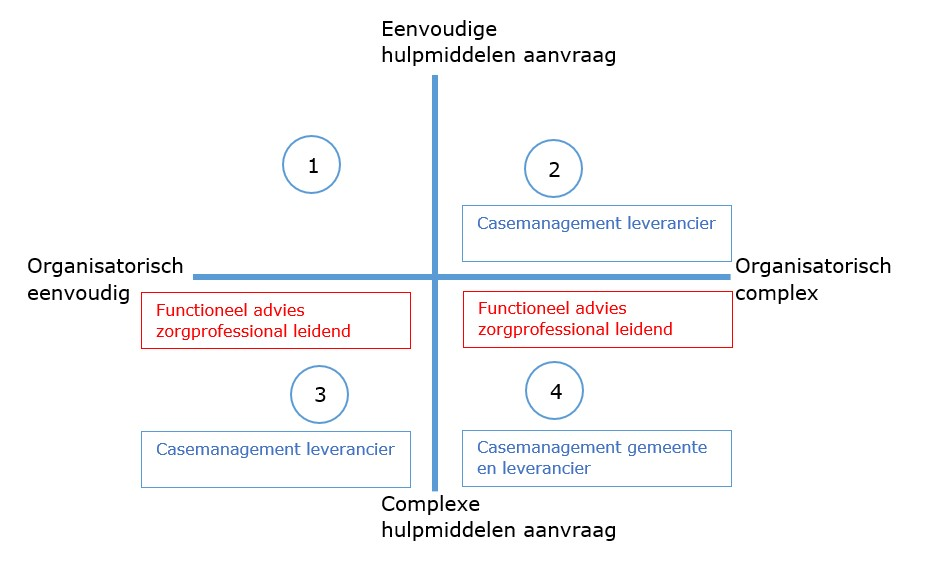 Eenvoudige
hulpmiddelen aanvraag
1
2
Casemanagement leverancier
Organisatorisch
eenvoudig
Organisatorisch
complex
Functioneel advies
zorgprofessional leidend
Functioneel advies
zorgprofessional leidend
3
4
Casemanagement leverancier
Casemanagement gemeente
en leverancier
Complexe
hulpmiddelen aanvraag